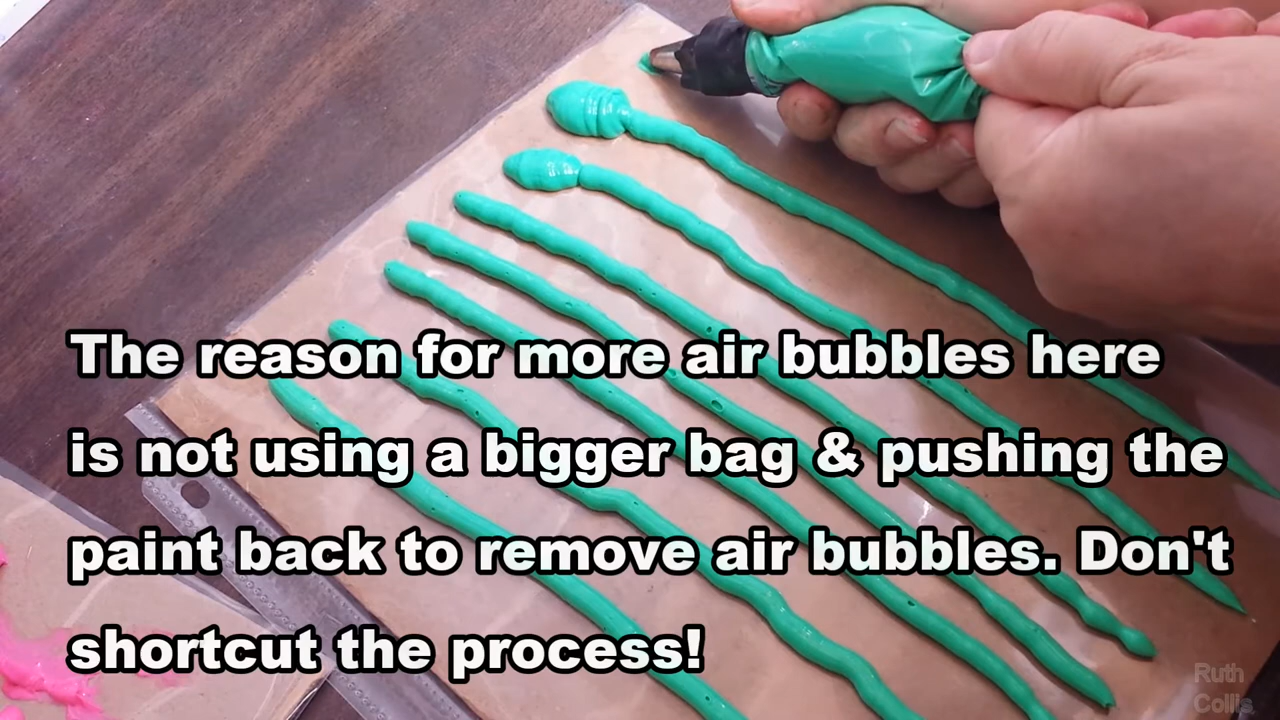 The reason for more air bubbles here
is not using a bigger bag & pushing the
paint back to remove air bubbles. Don't
shortcut the process!
Ruth
Collis